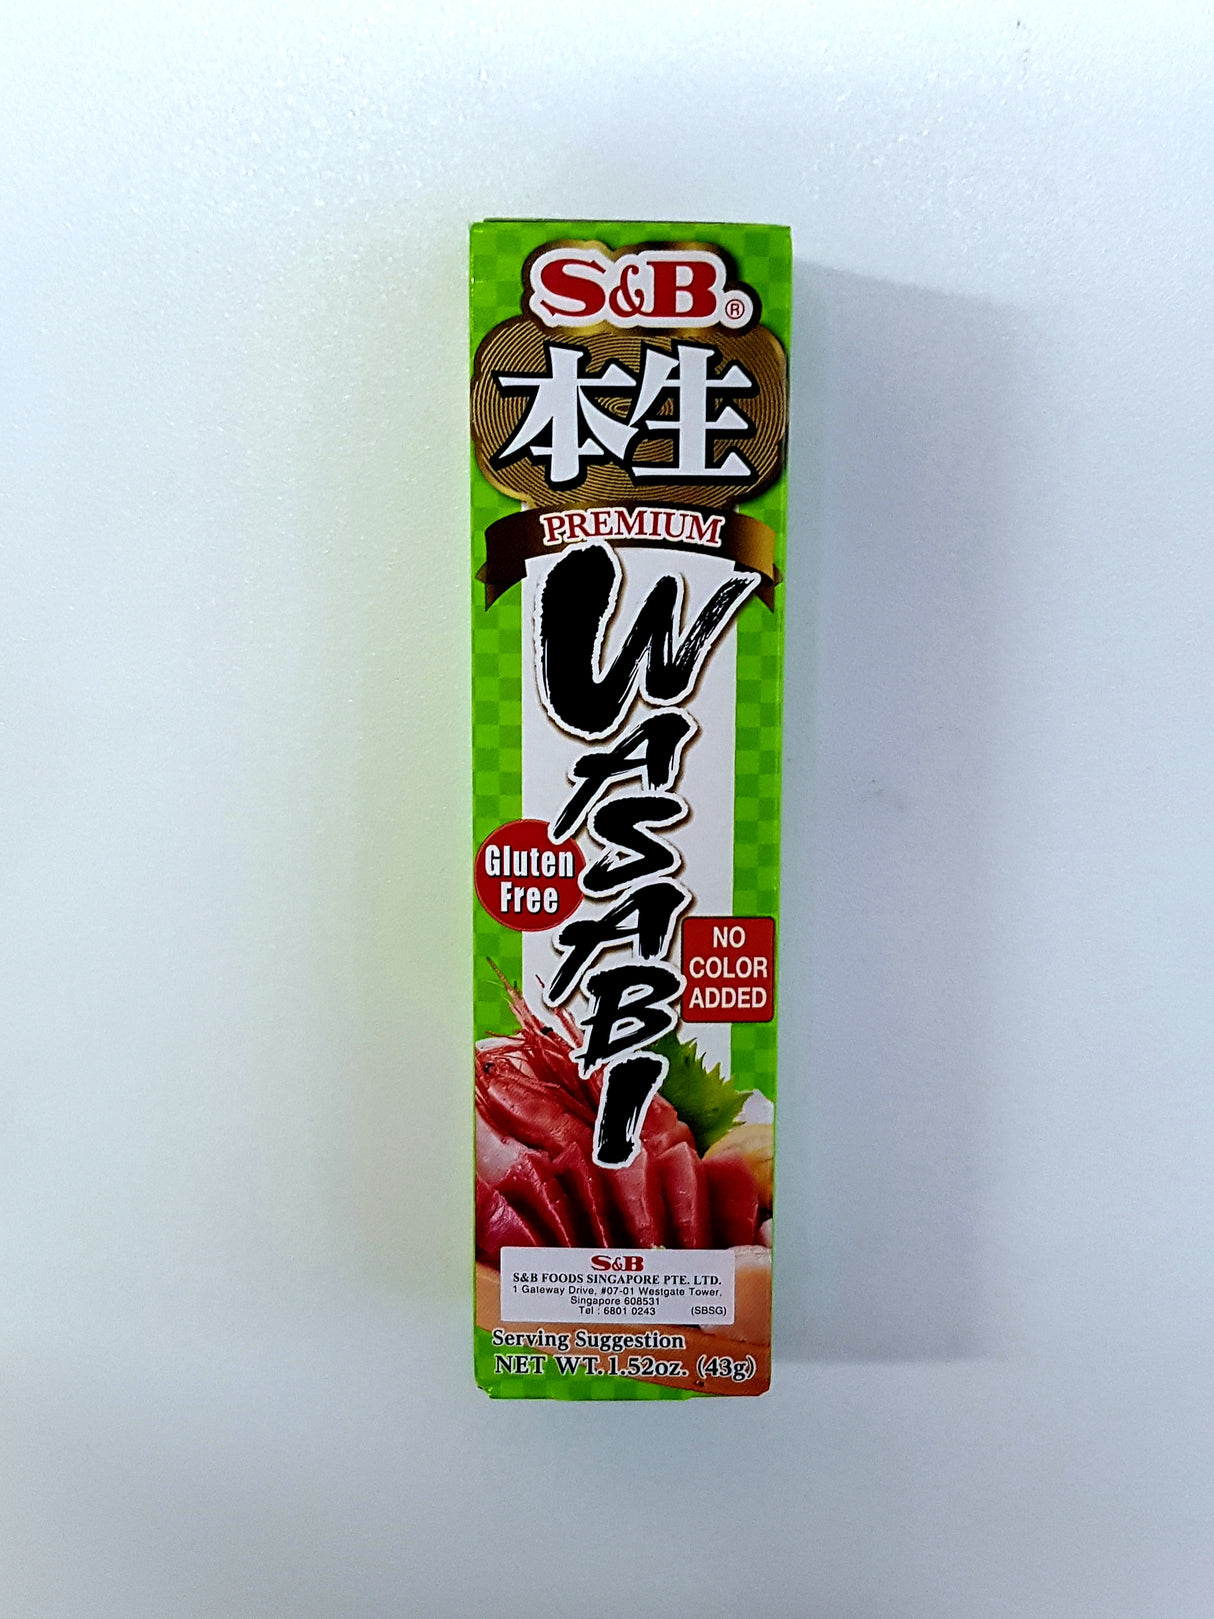 S&B®
本生
PREMIUM
WASABI
Gluten
Free
NO
COLOR
ADDED
S&B
S&B FOODS SINGAPORE PTE. LTD.
1 Gateway Drive, #07-01 Westgate Tower,
Singapore 608531
Tel : 6801 0243 (SBSG)
Serving Suggestion
NET WT. 1.52oz. (43g)